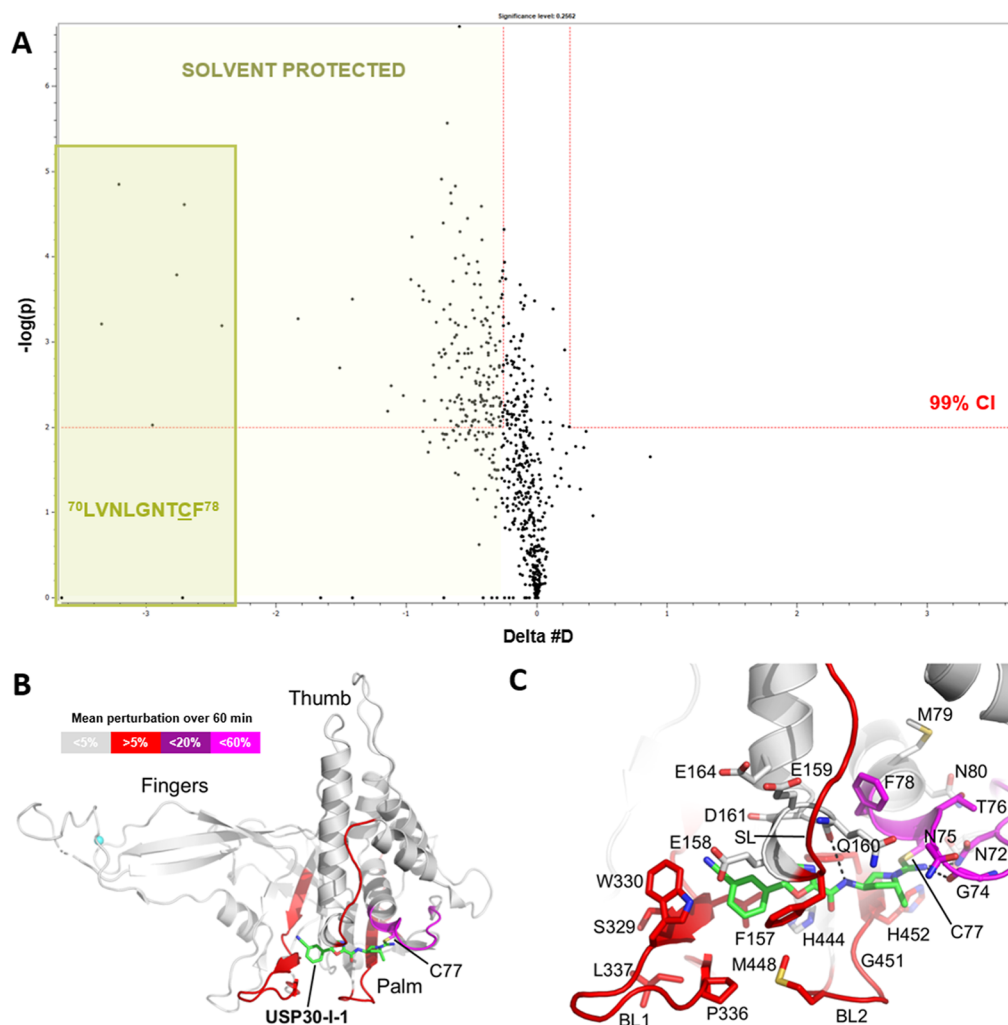 Significance level: 0.2562
A
SOLVENT PROTECTED
6
5
4
3
2
1
0
-log(p)
99% CI
70LVNLGNTCF78
-3
-2
-1
0
1
2
3
Delta #D
B
Thumb
Mean perturbation over 60 min
<5% >5% <20% <60%
Fingers
C77
Palm
USP30-I-1
C
M79
E164
E159
F78
N80
D161
T76
SL
N75
E158
Q160
N72
W330
G74
S329
F157
H444
H452
C77
L337
M448
G451
P336
BL1
BL2